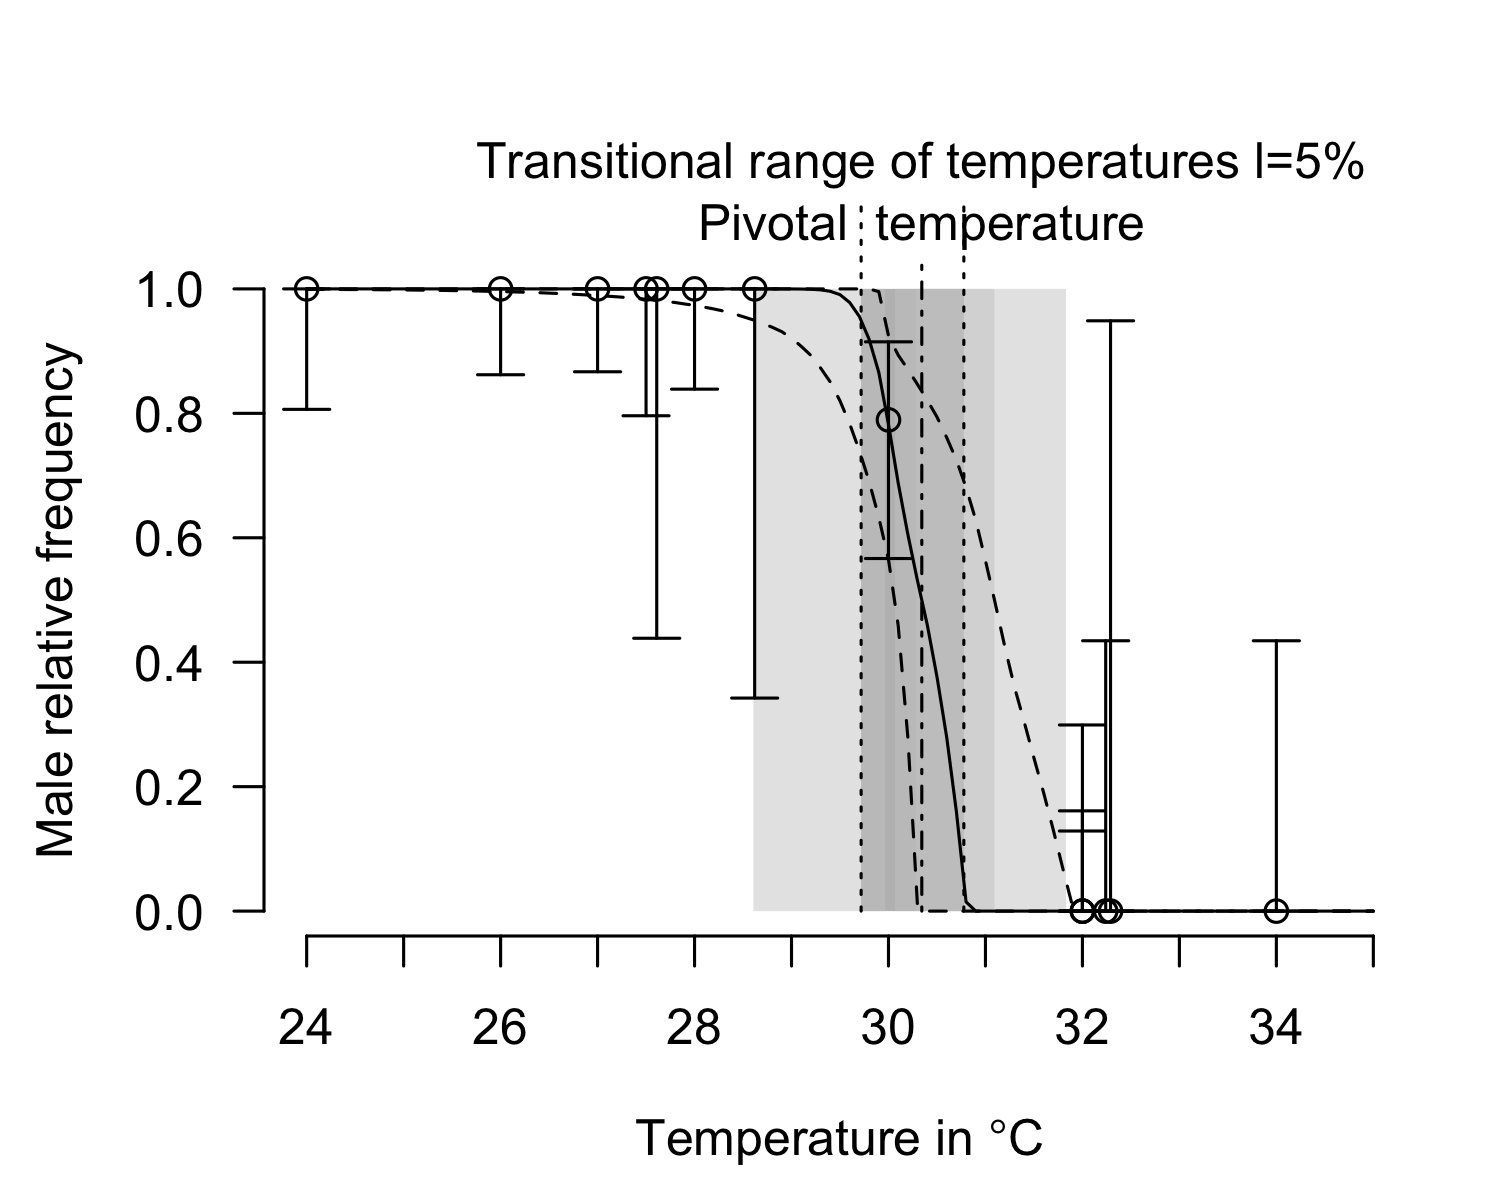 Transitional range of temperatures l=5%
Pivotal temperature
1.0
0.8
0.6
0.4
0.2
0.0
Male relative frequency
24 26 28 30 32 34
Temperature in °C